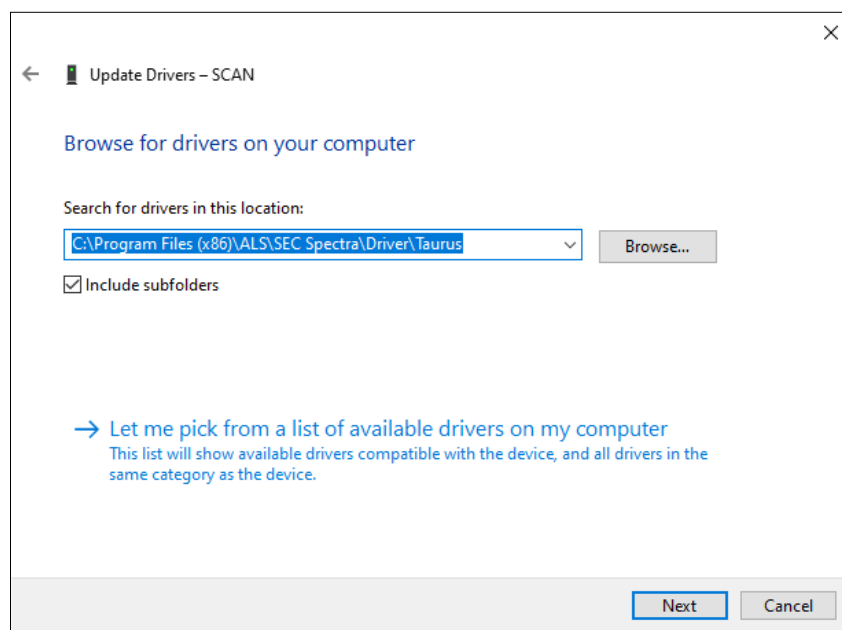 Update Drivers – SCAN
Browse for drivers on your computer
Search for drivers in this location:
C:\Program Files (x86)\ALS\SEC Spectra\Driver\Taurus
Browse...
Include subfolders
Let me pick from a list of available drivers on my computer
This list will show available drivers compatible with the device, and all drivers in the
same category as the device.
Next
Cancel